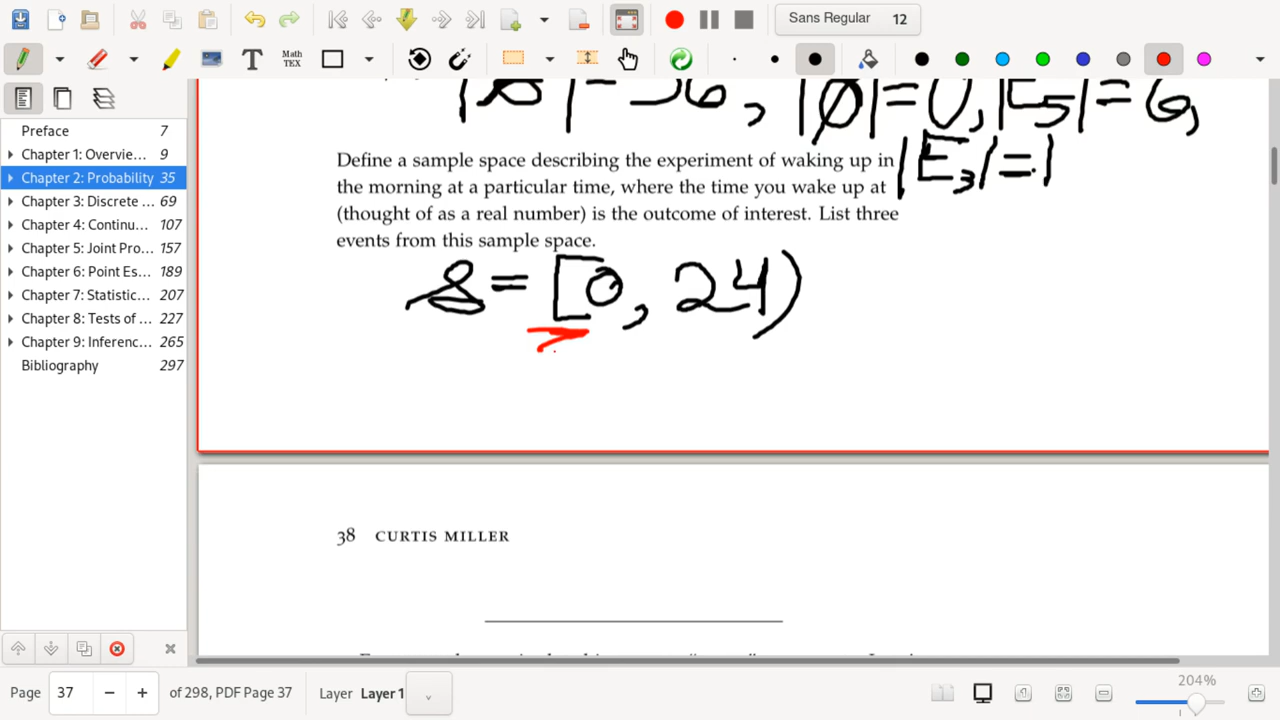 Sans Regular 12
T Math TEX
Preface 7
Chapter 1: Overvie... 9
Chapter 2: Probability 35
Chapter 3: Discrete ... 69
Chapter 4: Continu... 107
Chapter 5: Joint Pro... 157
Chapter 6: Point Es... 189
Chapter 7: Statistic... 207
Chapter 8: Tests of ... 227
Chapter 9: Inferenc... 265
Bibliography 297
|S| = 36, |∅| = 0, |E5| = 6,
|E3| = 1
Define a sample space describing the experiment of waking up in
the morning at a particular time, where the time you wake up at
(thought of as a real number) is the outcome of interest. List three
events from this sample space.
S = [0, 24)
38 CURTIS MILLER
Page 37 of 298, PDF Page 37 Layer Layer 1 204%